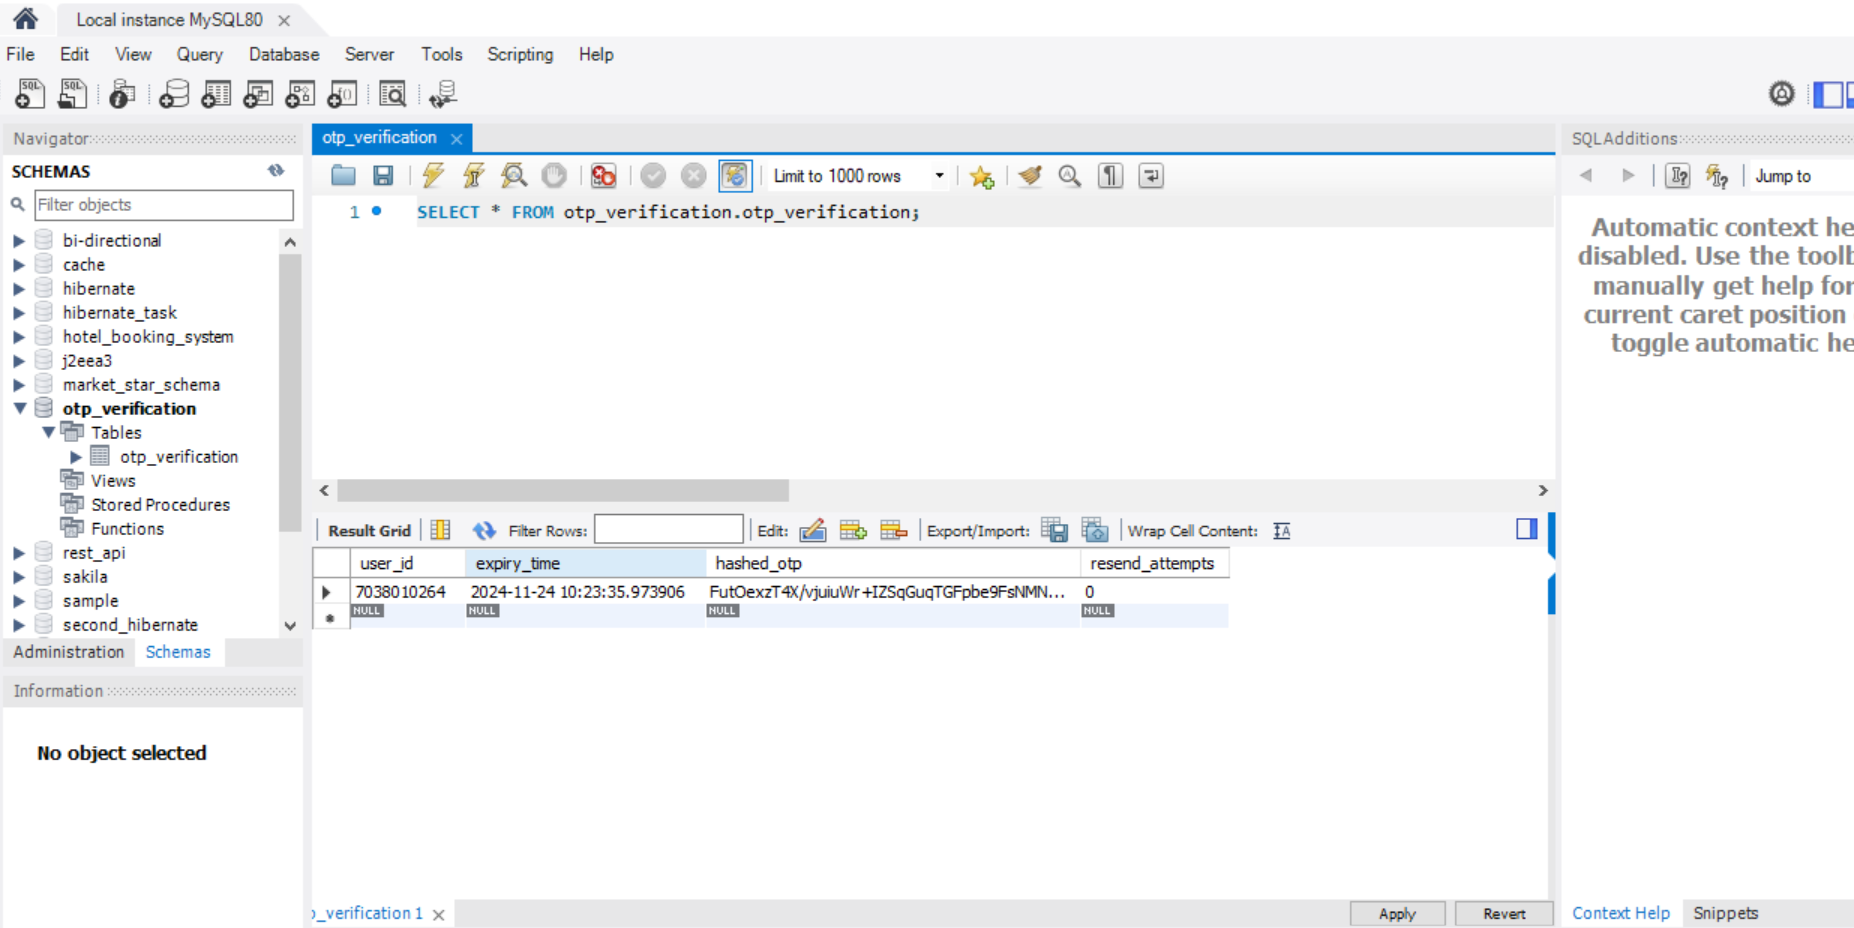 Local instance MySQL80
File Edit View Query Database Server Tools Scripting Help
Navigator
SCHEMAS
Filter objects
bi-directional
cache
hibernate
hibernate_task
hotel_booking_system
j2eea3
market_star_schema
otp_verification
Tables
otp_verification
Views
Stored Procedures
Functions
rest_api
sakila
sample
second_hibernate
Administration Schemas
Information
No object selected
otp_verification
Limit to 1000 rows
1 SELECT * FROM otp_verification.otp_verification;
Result Grid Filter Rows: Edit: Export/Import: Wrap Cell Content:
user_id expiry_time hashed_otp resend_attempts
7038010264 2024-11-24 10:23:35.973906 FutOexzT4X/vjuiuWr+IZSqGuqTGFpbe9FsNMN... 0
NULL NULL NULL NULL
_verification 1 Apply Revert
SQLAdditions
Jump to
Automatic context he
disabled. Use the toolb
manually get help for
current caret position
toggle automatic he
Context Help Snippets